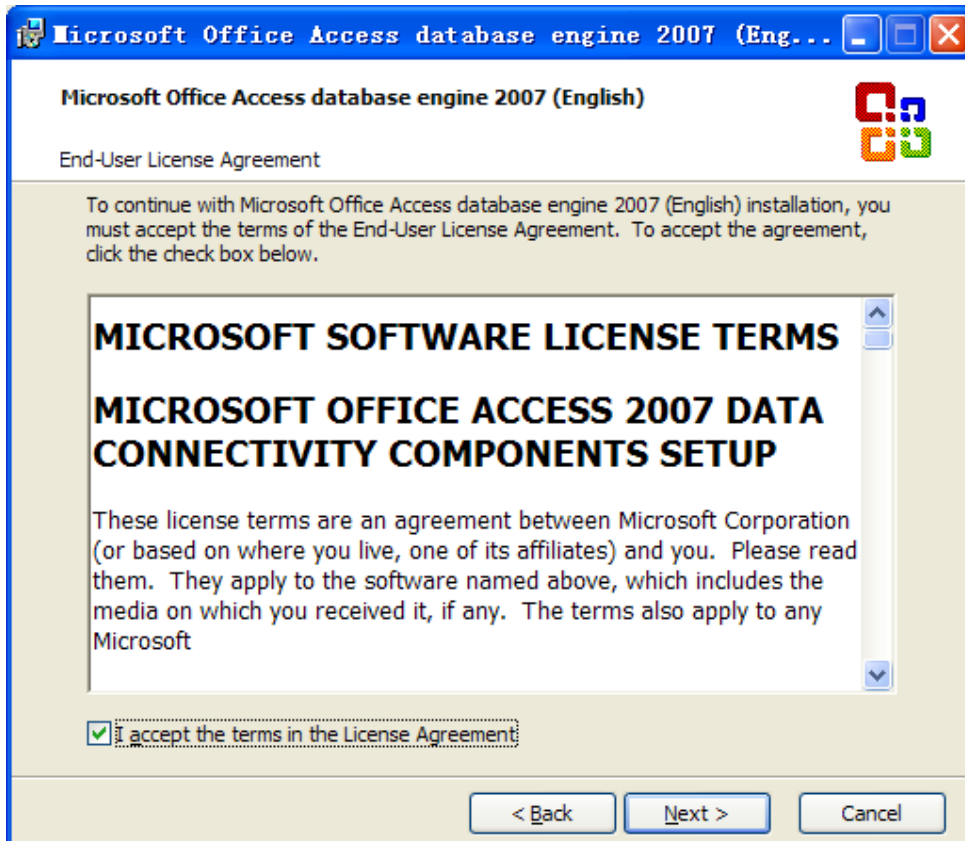 Microsoft Office Access database engine 2007 (Eng...
Microsoft Office Access database engine 2007 (English)
End-User License Agreement
To continue with Microsoft Office Access database engine 2007 (English) installation, you
must accept the terms of the End-User License Agreement.  To accept the agreement,
click the check box below.
MICROSOFT SOFTWARE LICENSE TERMS
MICROSOFT OFFICE ACCESS 2007 DATA
CONNECTIVITY COMPONENTS SETUP
These license terms are an agreement between Microsoft Corporation
(or based on where you live, one of its affiliates) and you.  Please read
them.  They apply to the software named above, which includes the
media on which you received it, if any.  The terms also apply to any
Microsoft
I accept the terms in the License Agreement
< Back
Next >
Cancel